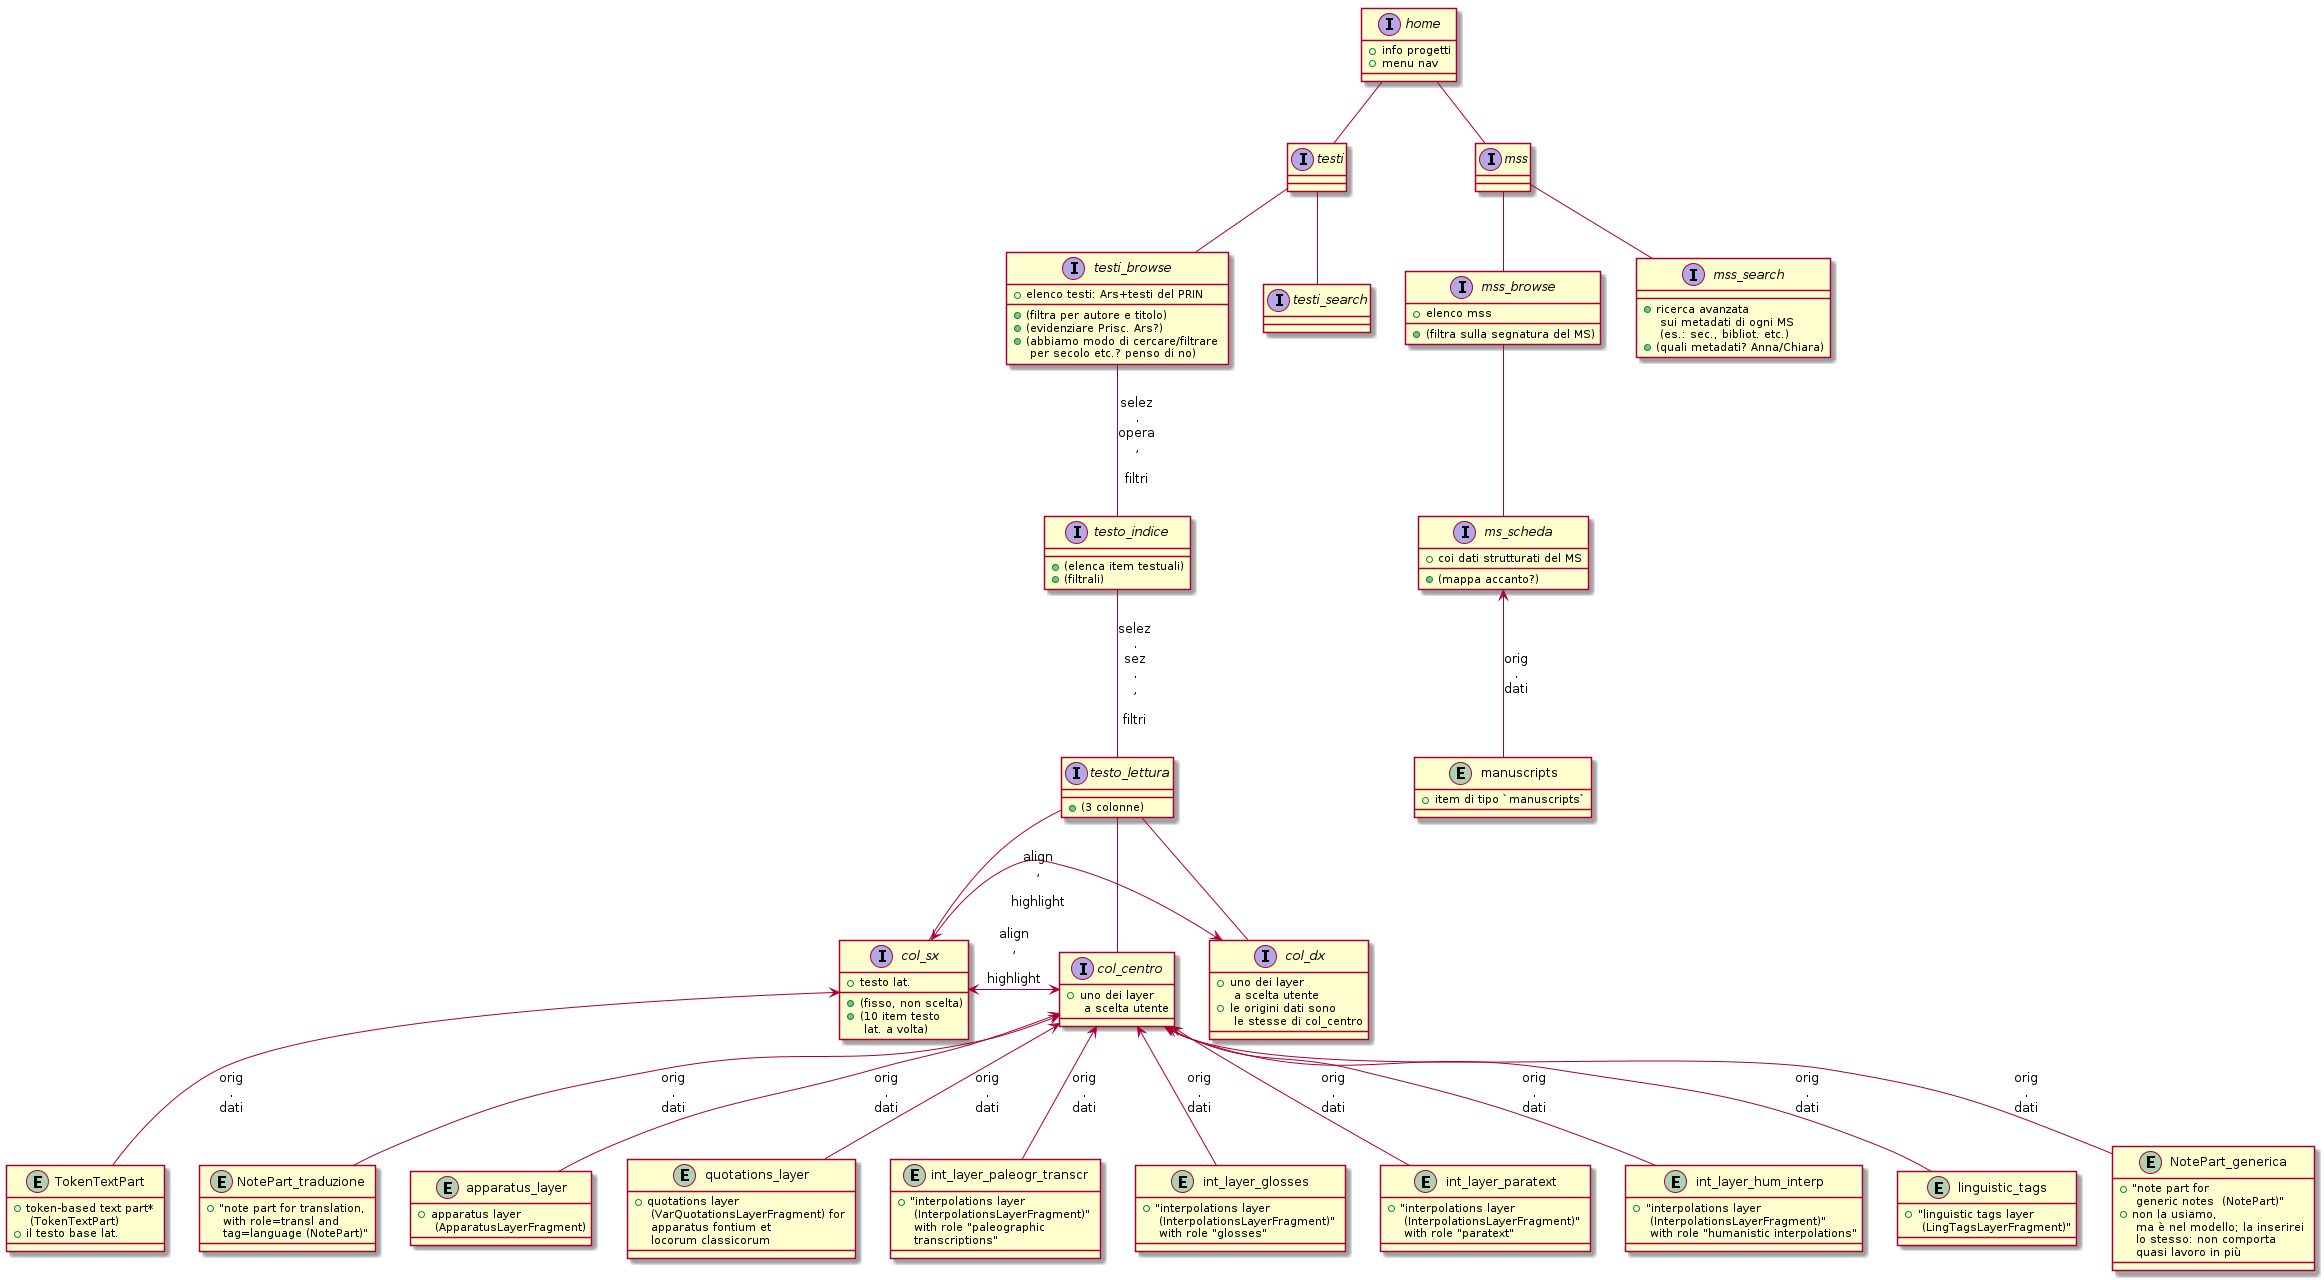 I home
info progetti
menu nav
I testi
I mss
I testi_browse
elenco testi: Ars+testi del PRIN
(filtra per autore e titolo)
(evidenziare Prisc. Ars?)
(abbiamo modo di cercare/filtrare
per secolo etc.? penso di no)
I testi_search
I mss_browse
elenco mss
(filtra sulla segnatura del MS)
I mss_search
ricerca avanzata
sui metadati di ogni MS
(es.: sec., bibliot. etc.)
(quali metadati? Anna/Chiara)
selez
.
opera
,
filtri
I testo_indice
(elenca item testuali)
(filtrali)
I ms_scheda
coi dati strutturati del MS
(mappa accanto?)
selez
.
sez
.
,
filtri
orig
.
dati
I testo_lettura
(3 colonne)
E manuscripts
item di tipo `manuscripts`
align
,
highlight
align
,
highlight
I col_sx
testo lat.
(fisso, non scelta)
(10 item testo
lat. a volta)
I col_centro
uno dei layer
a scelta utente
I col_dx
uno dei layer
a scelta utente
le origini dati sono
le stesse di col_centro
orig
.
dati
orig
.
dati
orig
.
dati
orig
.
dati
orig
.
dati
orig
.
dati
orig
.
dati
orig
.
dati
orig
.
dati
orig
.
dati
E TokenTextPart
token-based text part*
(TokenTextPart)
il testo base lat.
E NotePart_traduzione
"note part for translation,
with role=transl and
tag=language (NotePart)"
E apparatus_layer
apparatus layer
(ApparatusLayerFragment)
E quotations_layer
quotations layer
(VarQuotationsLayerFragment) for
apparatus fontium et
locorum classicorum
E int_layer_paleogr_transcr
"interpolations layer
(InterpolationsLayerFragment)"
with role "paleographic
transcriptions"
E int_layer_glosses
"interpolations layer
(InterpolationsLayerFragment)"
with role "glosses"
E int_layer_paratext
"interpolations layer
(InterpolationsLayerFragment)"
with role "paratext"
E int_layer_hum_interp
"interpolations layer
(InterpolationsLayerFragment)"
with role "humanistic interpolations"
E linguistic_tags
"linguistic tags layer
(LingTagsLayerFragment)"
E NotePart_generica
"note part for
generic notes  (NotePart)"
non la usiamo,
ma è nel modello; la inserirei
lo stesso: non comporta
quasi lavoro in più